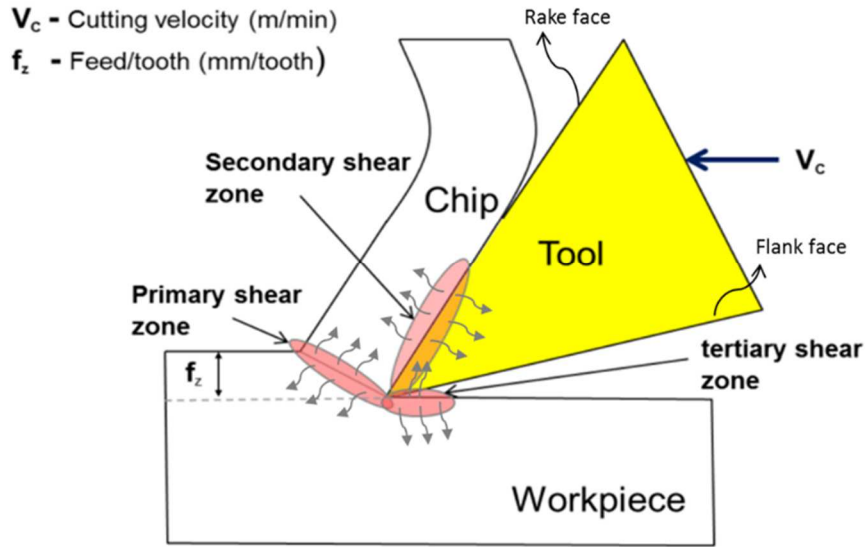 Vc - Cutting velocity (m/min)
fz - Feed/tooth (mm/tooth)
Rake face
Secondary shear
zone
Chip
Vc
Tool
Flank face
Primary shear
zone
fz
tertiary shear
zone
Workpiece